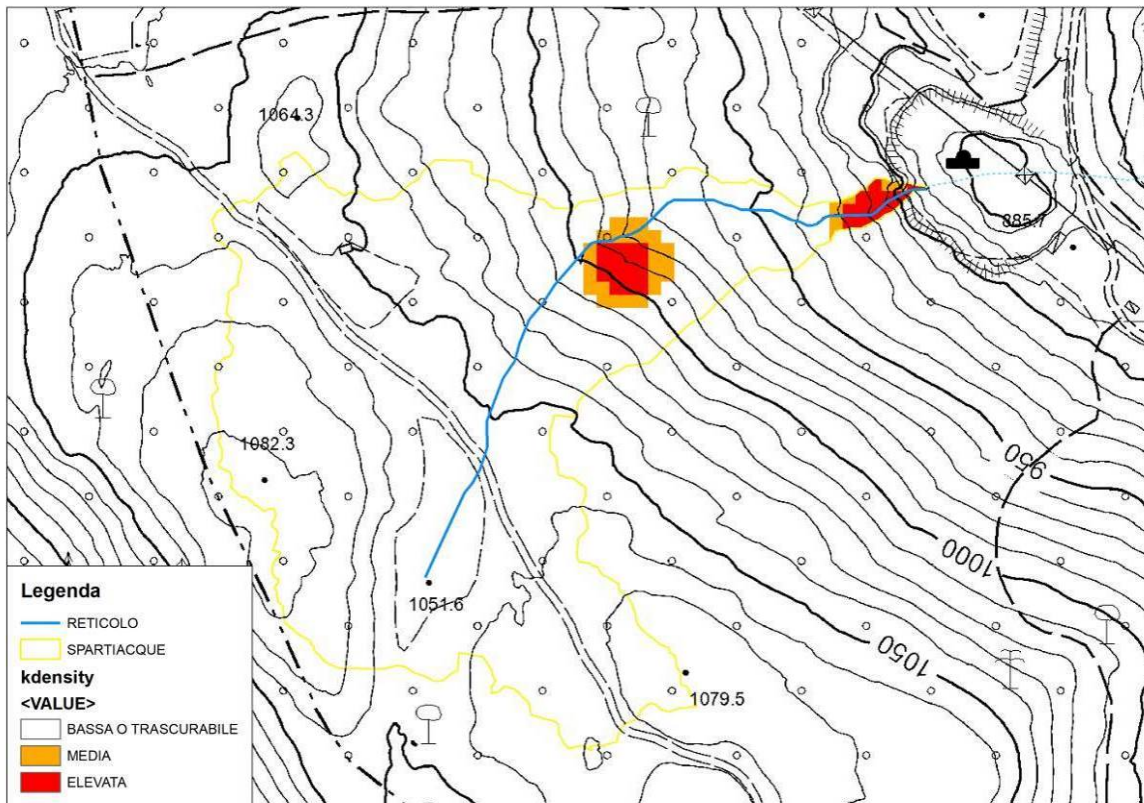 1064.3
885.7
1082.3
950
1000
1051.6
1050
1079.5
Legenda
RETICOLO
SPARTIACQUE
kdensity
<VALUE>
BASSA O TRASCURABILE
MEDIA
ELEVATA